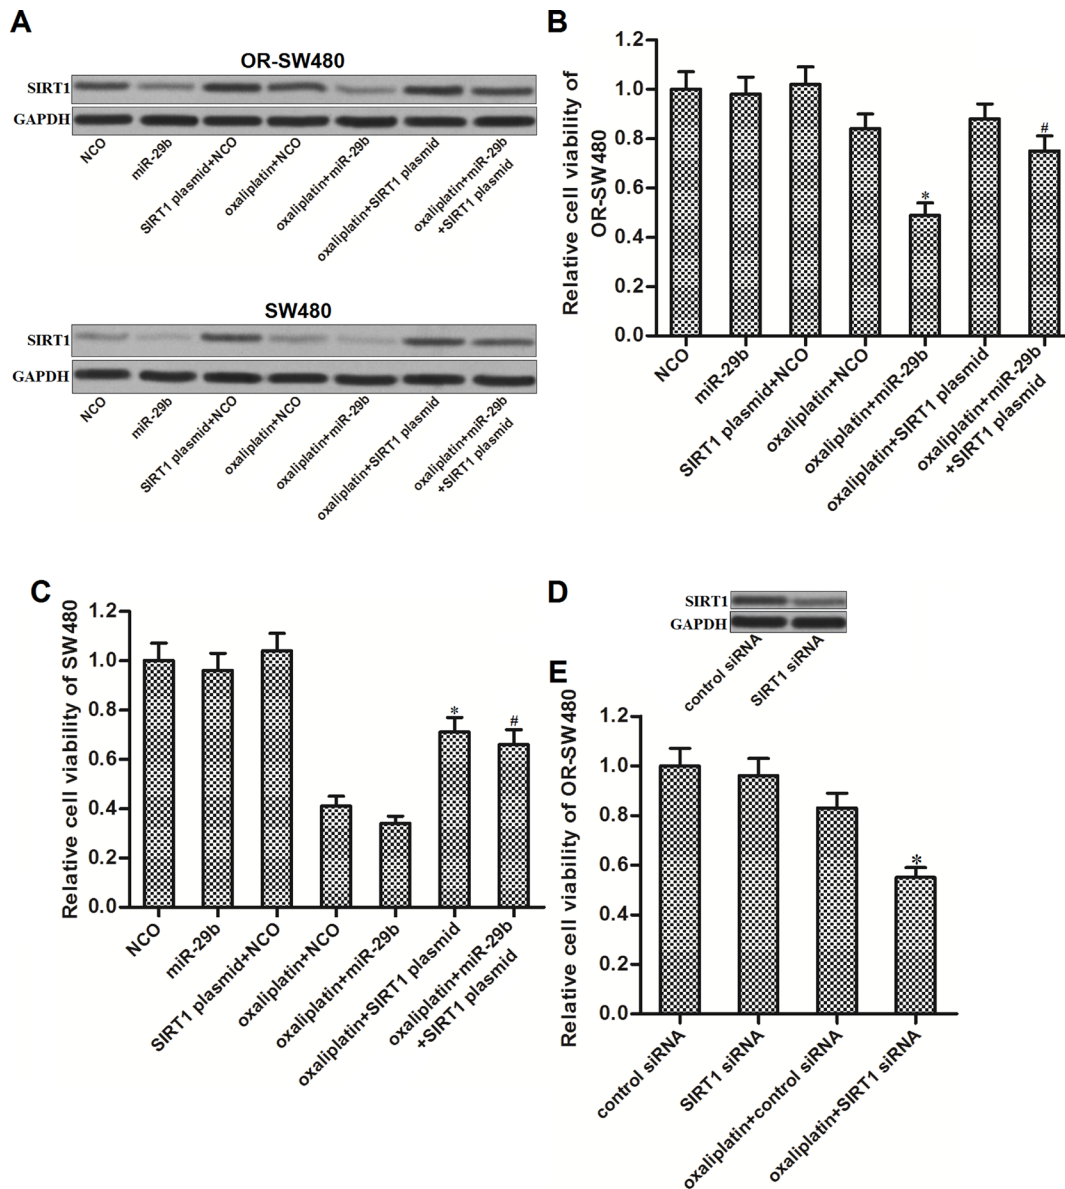 A
OR-SW480
SIRT1
GAPDH
NCO
miR-29b
SIRT1 plasmid+NCO
oxaliplatin+NCO
oxaliplatin+miR-29b
oxaliplatin+SIRT1 plasmid
oxaliplatin+miR-29b
+SIRT1 plasmid
SW480
SIRT1
GAPDH
NCO
miR-29b
SIRT1 plasmid+NCO
oxaliplatin+NCO
oxaliplatin+miR-29b
oxaliplatin+SIRT1 plasmid
oxaliplatin+miR-29b
+SIRT1 plasmid
B
Relative cell viability of
OR-SW480
1.2
1.0
0.8
0.6
0.4
0.2
0.0
*
#
NCO
miR-29b
SIRT1 plasmid+NCO
oxaliplatin+NCO
oxaliplatin+miR-29b
oxaliplatin+SIRT1 plasmid
oxaliplatin+miR-29b
+SIRT1 plasmid
C
Relative cell viability of SW480
1.2
1.0
0.8
0.6
0.4
0.2
0.0
*
#
NCO
miR-29b
SIRT1 plasmid+NCO
oxaliplatin+NCO
oxaliplatin+miR-29b
oxaliplatin+SIRT1 plasmid
oxaliplatin+miR-29b
+SIRT1 plasmid
D
SIRT1
GAPDH
control siRNA
SIRT1 siRNA
E
Relative cell viability of OR-SW480
1.2
1.0
0.8
0.6
0.4
0.2
0.0
*
control siRNA
SIRT1 siRNA
oxaliplatin+control siRNA
oxaliplatin+SIRT1 siRNA